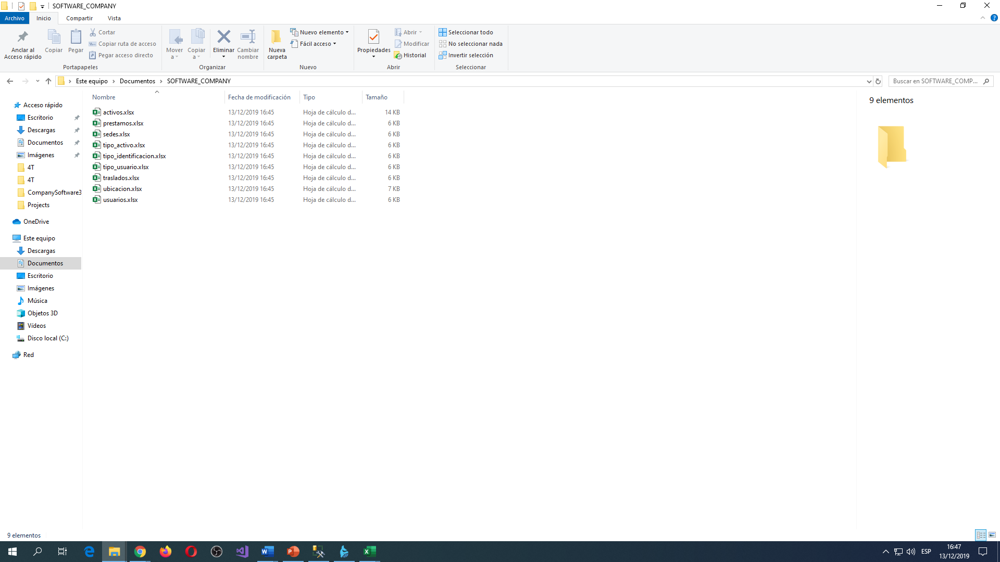 SOFTWARE_COMPANY
Archivo Inicio Compartir Vista
Anclar al Acceso rápido
Copiar
Pegar
Cortar
Copiar ruta de acceso
Pegar acceso directo
Portapapeles
Mover a
Copiar a
Eliminar
Cambiar nombre
Organizar
Nueva carpeta
Nuevo elemento
Fácil acceso
Nuevo
Propiedades
Abrir
Modificar
Historial
Abrir
Seleccionar todo
No seleccionar nada
Invertir selección
Seleccionar
Este equipo > Documentos > SOFTWARE_COMPANY
Buscar en SOFTWARE_COMP...
Acceso rápido
Escritorio
Descargas
Documentos
Imágenes
4T
4T
CompanySoftware3
Projects
OneDrive
Este equipo
Descargas
Documentos
Escritorio
Imágenes
Música
Objetos 3D
Vídeos
Disco local (C:)
Red
Nombre Fecha de modificación Tipo Tamaño
activos.xlsx 13/12/2019 16:45 Hoja de cálculo d... 14 KB
prestamos.xlsx 13/12/2019 16:45 Hoja de cálculo d... 6 KB
sedes.xlsx 13/12/2019 16:45 Hoja de cálculo d... 6 KB
tipo_activo.xlsx 13/12/2019 16:45 Hoja de cálculo d... 6 KB
tipo_identificacion.xlsx 13/12/2019 16:45 Hoja de cálculo d... 6 KB
tipo_usuario.xlsx 13/12/2019 16:45 Hoja de cálculo d... 6 KB
traslados.xlsx 13/12/2019 16:45 Hoja de cálculo d... 6 KB
ubicacion.xlsx 13/12/2019 16:45 Hoja de cálculo d... 7 KB
usuarios.xlsx 13/12/2019 16:45 Hoja de cálculo d... 6 KB
9 elementos
9 elementos
ESP
16:47
13/12/2019